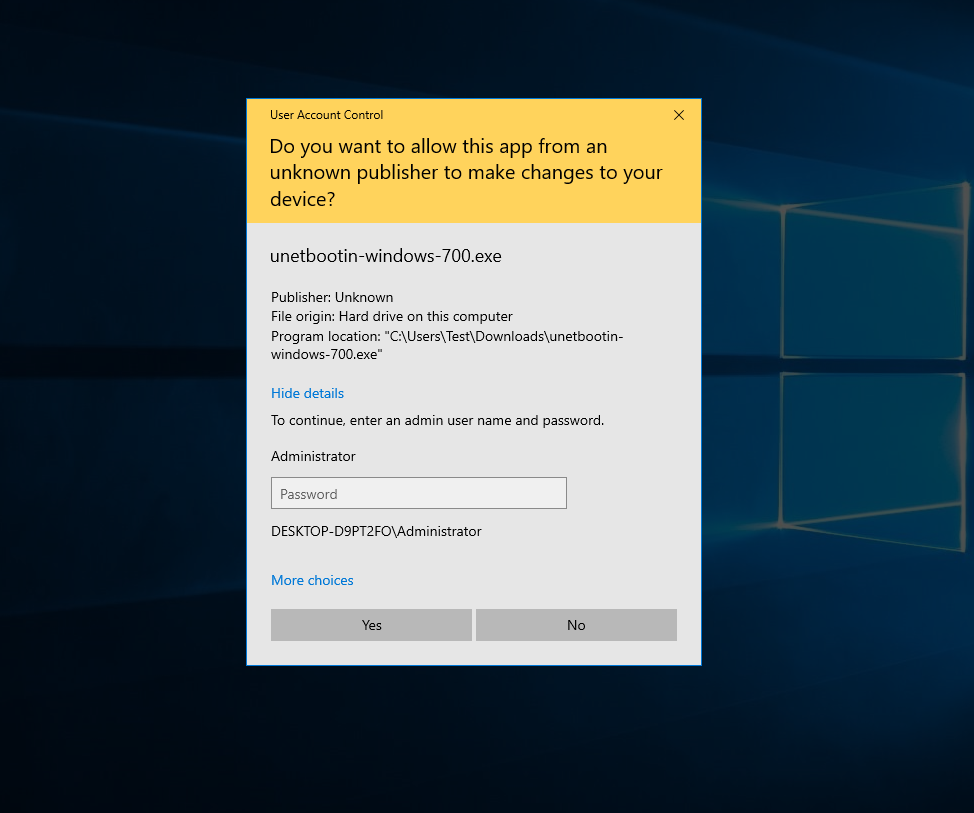 User Account Control
Do you want to allow this app from an
unknown publisher to make changes to your
device?
unetbootin-windows-700.exe
Publisher: Unknown
File origin: Hard drive on this computer
Program location: "C:\Users\Test\Downloads\unetbootin-
windows-700.exe"
Hide details
To continue, enter an admin user name and password.
Administrator
Password
DESKTOP-D9PT2FO\Administrator
More choices
Yes
No